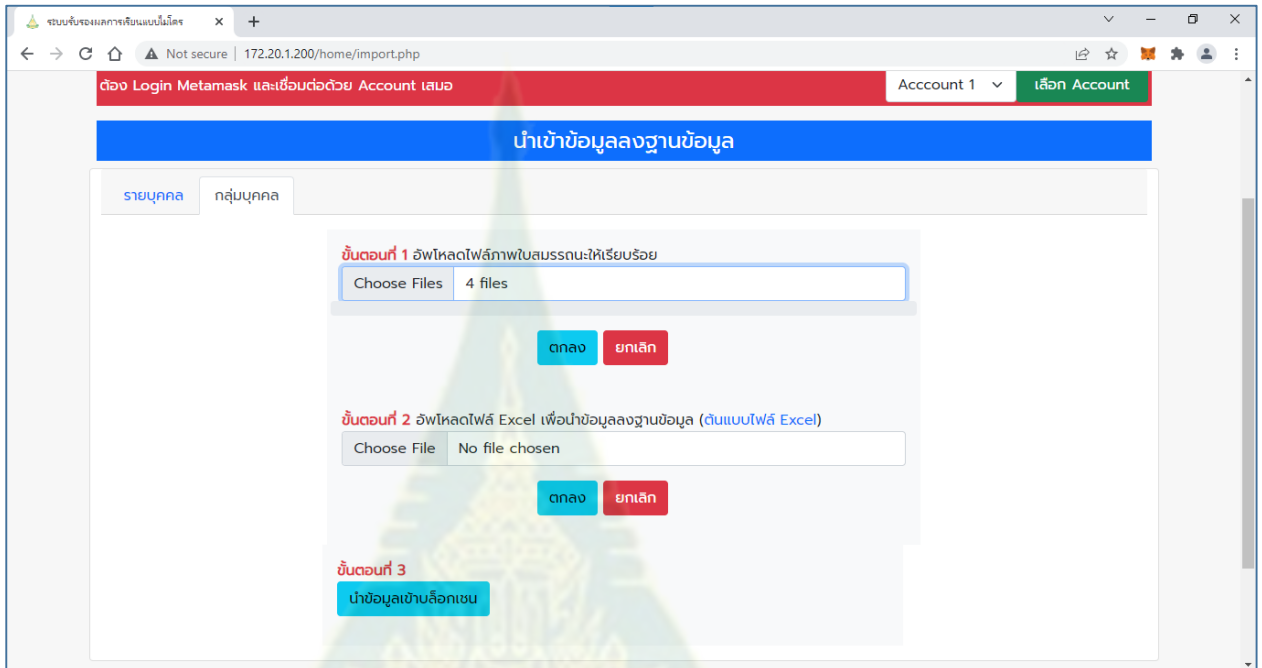 ระบบรับรองผลการเรียนแบบไมโคร
Not secure | 172.20.1.200/home/import.php
ต้อง Login Metamask และเชื่อมต่อด้วย Account เสมอ
Acccount 1
เลือก Account
นำเข้าข้อมูลลงฐานข้อมูล
รายบุคคล กลุ่มบุคคล
ขั้นตอนที่ 1 อัพโหลดไฟล์ภาพใบสมรรถนะให้เรียบร้อย
Choose Files 4 files
ตกลง ยกเลิก
ขั้นตอนที่ 2 อัพโหลดไฟล์ Excel เพื่อนำข้อมูลลงฐานข้อมูล (ต้นแบบไฟล์ Excel)
Choose File No file chosen
ตกลง ยกเลิก
ขั้นตอนที่ 3
นำข้อมูลเข้าบล็อกเชน